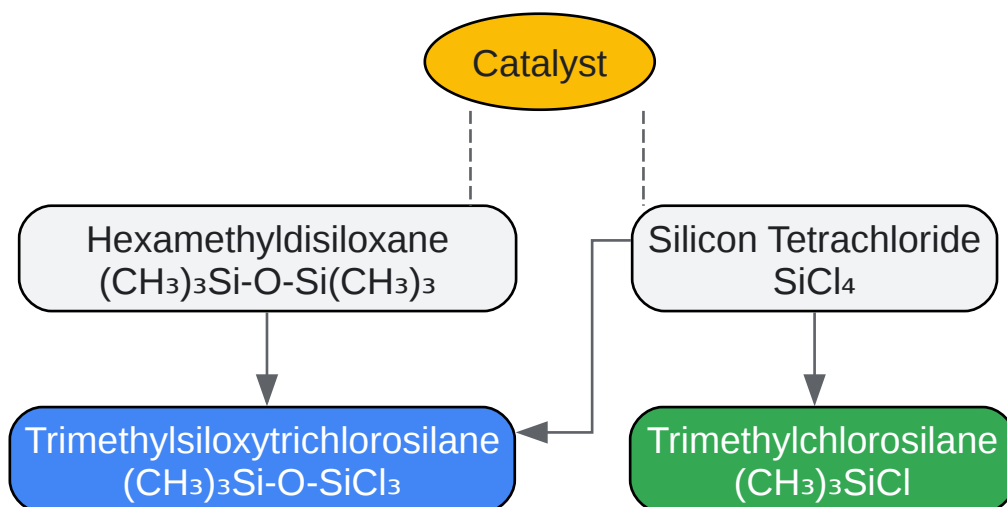 Catalyst
Hexamethyldisiloxane
(CH₃)₃Si-O-Si(CH₃)₃
Silicon Tetrachloride
SiCl₄
Trimethylsiloxytrichlorosilane
(CH₃)₃Si-O-SiCl₃
Trimethylchlorosilane
(CH₃)₃SiCl